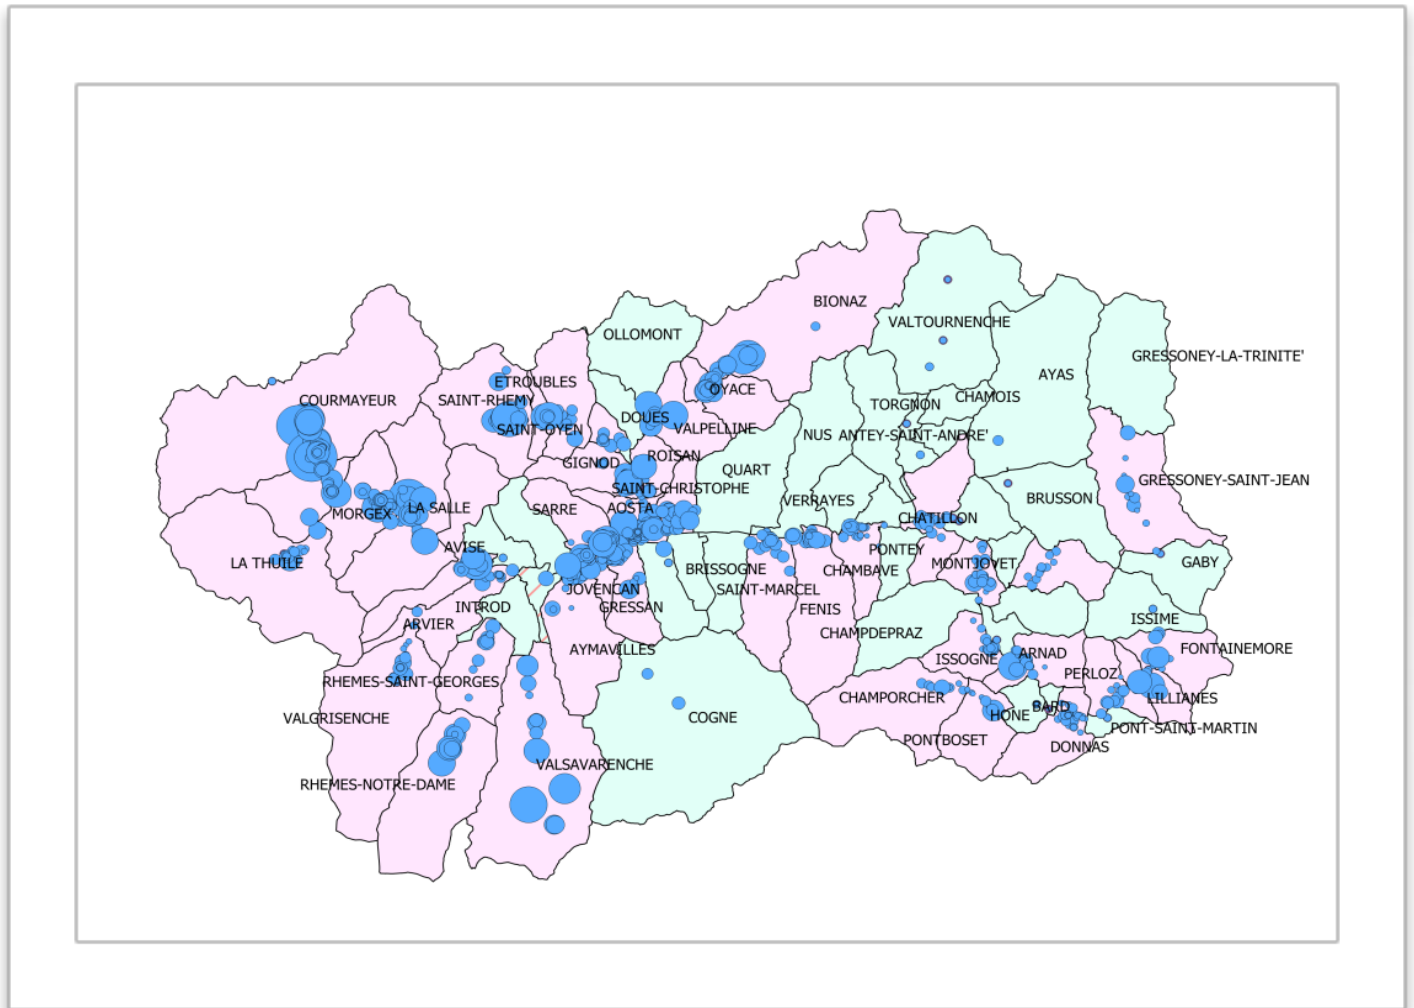 BIONAZ
VALTOURNENCHE
OLLOMONT
GRESSONEY-LA-TRINITE'
AYAS
ETROUBLES
OYACE
CHAMOIS
COURMAYEUR
SAINT-RHEMY
TORGNON
DOUES
VALPELLINE
SAINT-OYEN
NUS
ANTEY-SAINT-ANDRE'
GIGNOD
ROISAN
QUART
GRESSONEY-SAINT-JEAN
SAINT-CHRISTOPHE
VERRAYES
BRUSSON
MORGEX
LA SALLE
SARRE
AOSTA
CHATILLON
AVISE
PONTEY
LA THUILE
BRISSOGNE
CHAMBAVE
MONTJOVET
GABY
JOVENCAN
SAINT-MARCEL
INTROD
GRESSAN
FENIS
ARVIER
CHAMPDEPRAZ
ISSIME
AYMAVILLES
ISSOGNE
ARNAD
FONTAINEMORE
RHEMES-SAINT-GEORGES
PERLOZ
CHAMPORCHER
LILLIANES
VALGRISENCHE
COGNE
HONE
BARD
PONT-SAINT-MARTIN
PONTBOSET
DONNAS
VALSAVARENCHE
RHEMES-NOTRE-DAME